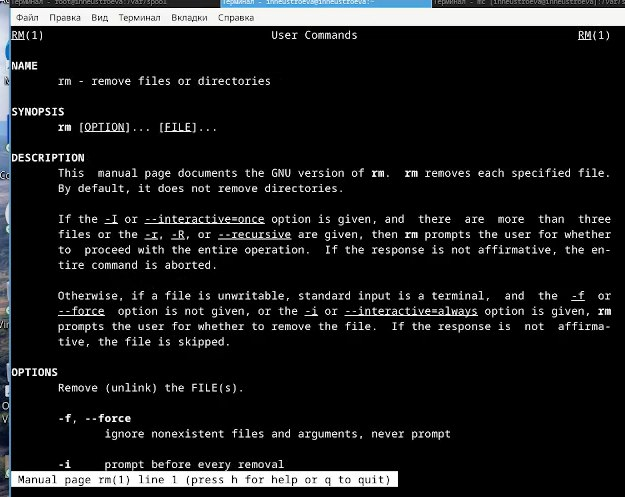 Терминал - root@inneustroeva:/var/spool Терминал - inneustroeva@inneustroeva:~ Терминал - mc [inneustroeva@inneustroeva]:/var/s
Файл Правка Вид Терминал Вкладки Справка
RM(1) User Commands RM(1)
NAME
rm - remove files or directories
SYNOPSIS
rm [OPTION]... [FILE]...
DESCRIPTION
This manual page documents the GNU version of rm. rm removes each specified file.
By default, it does not remove directories.
If the -I or --interactive=once option is given, and there are more than three
files or the -r, -R, or --recursive are given, then rm prompts the user for whether
to proceed with the entire operation. If the response is not affirmative, the en-
tire command is aborted.
Otherwise, if a file is unwritable, standard input is a terminal, and the -f or
--force option is not given, or the -i or --interactive=always option is given, rm
prompts the user for whether to remove the file. If the response is not affirma-
tive, the file is skipped.
OPTIONS
Remove (unlink) the FILE(s).
-f, --force
ignore nonexistent files and arguments, never prompt
-i prompt before every removal
Manual page rm(1) line 1 (press h for help or q to quit)